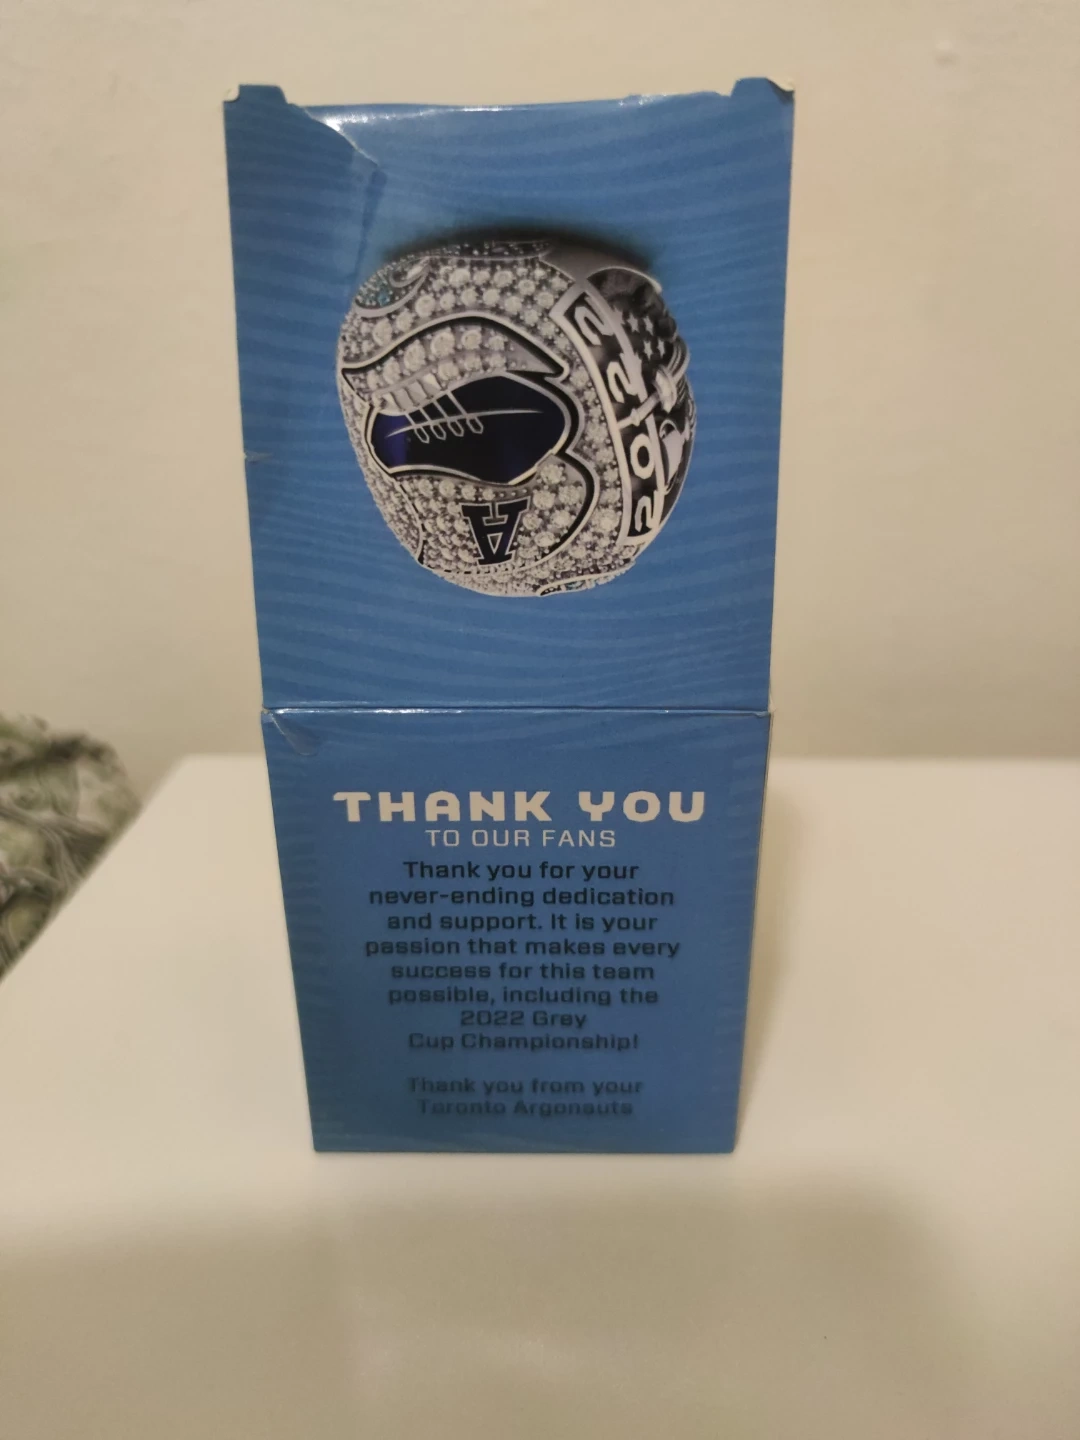 2022
A
THANK YOU
TO OUR FANS
Thank you for your
never-ending dedication
and support. It is your
passion that makes every
success for this team
possible, including the
2022 Grey
Cup Championship!
Thank you from your
Toronto Argonauts